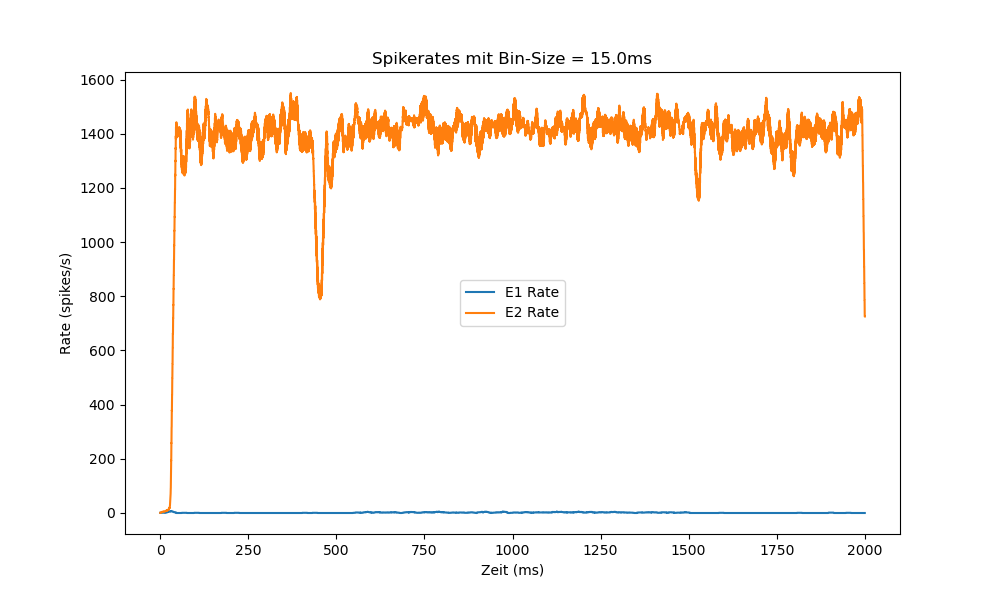 Spikerates mit Bin-Size = 15.0ms
1600
1400
1200
1000
800
600
400
200
0
Rate (spikes/s)
E1 Rate
E2 Rate
0 250 500 750 1000 1250 1500 1750 2000
Zeit (ms)